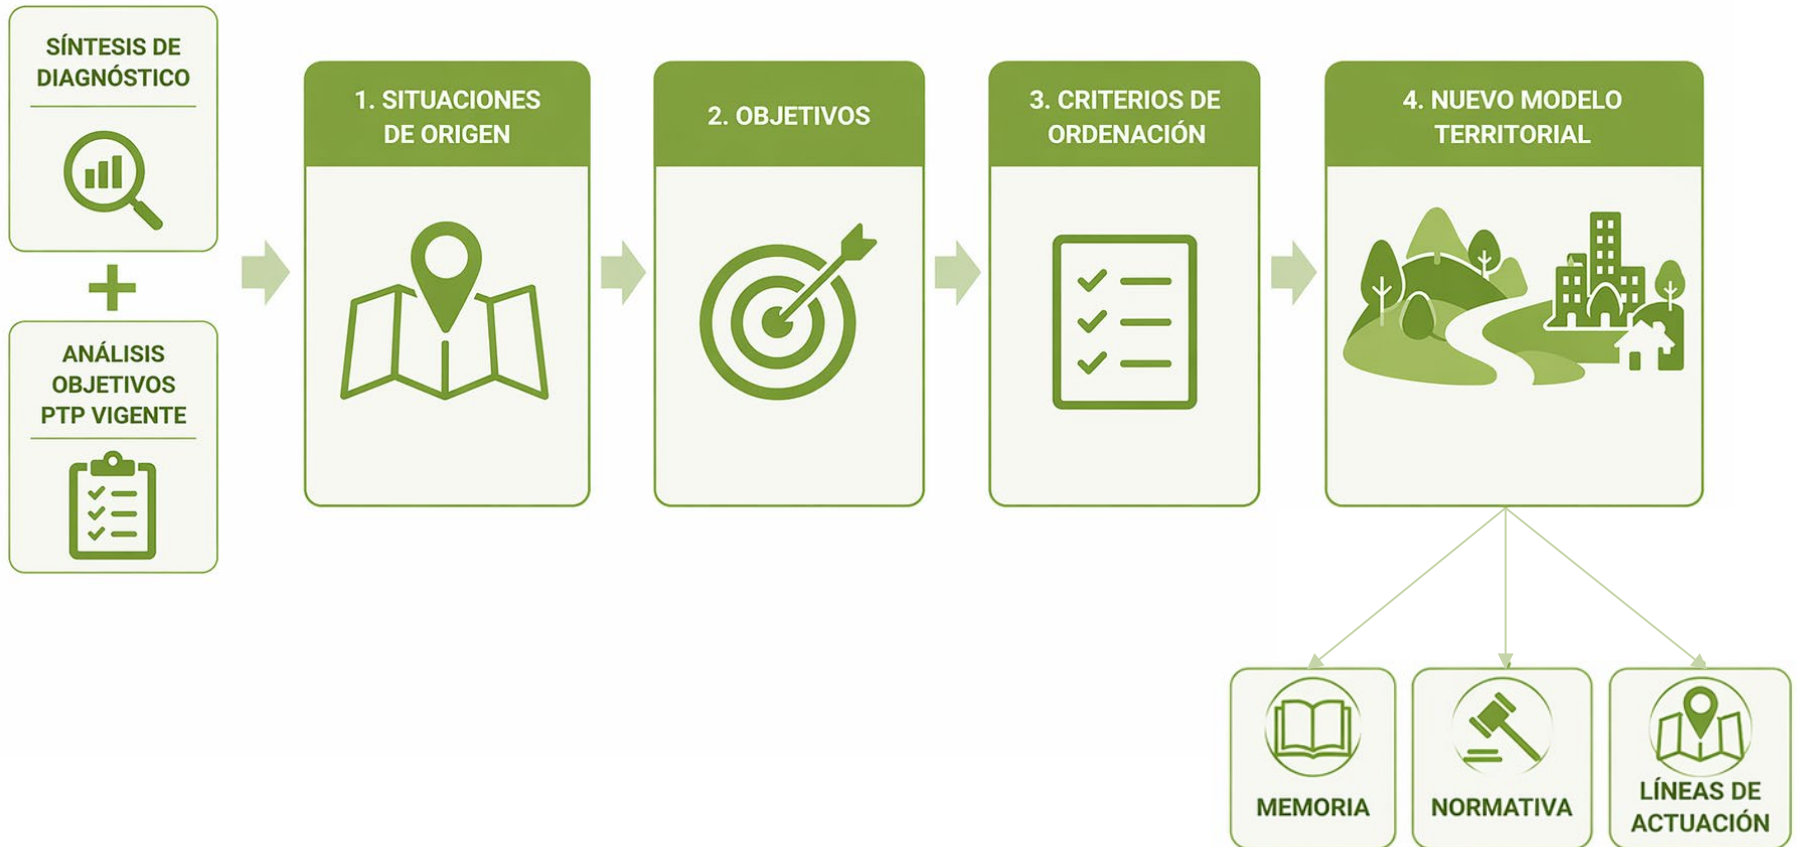 SÍNTESIS DE
DIAGNÓSTICO
ANÁLISIS
OBJETIVOS
PTP VIGENTE
1. SITUACIONES
DE ORIGEN
2. OBJETIVOS
3. CRITERIOS DE
ORDENACIÓN
4. NUEVO MODELO
TERRITORIAL
MEMORIA
NORMATIVA
LÍNEAS DE
ACTUACIÓN